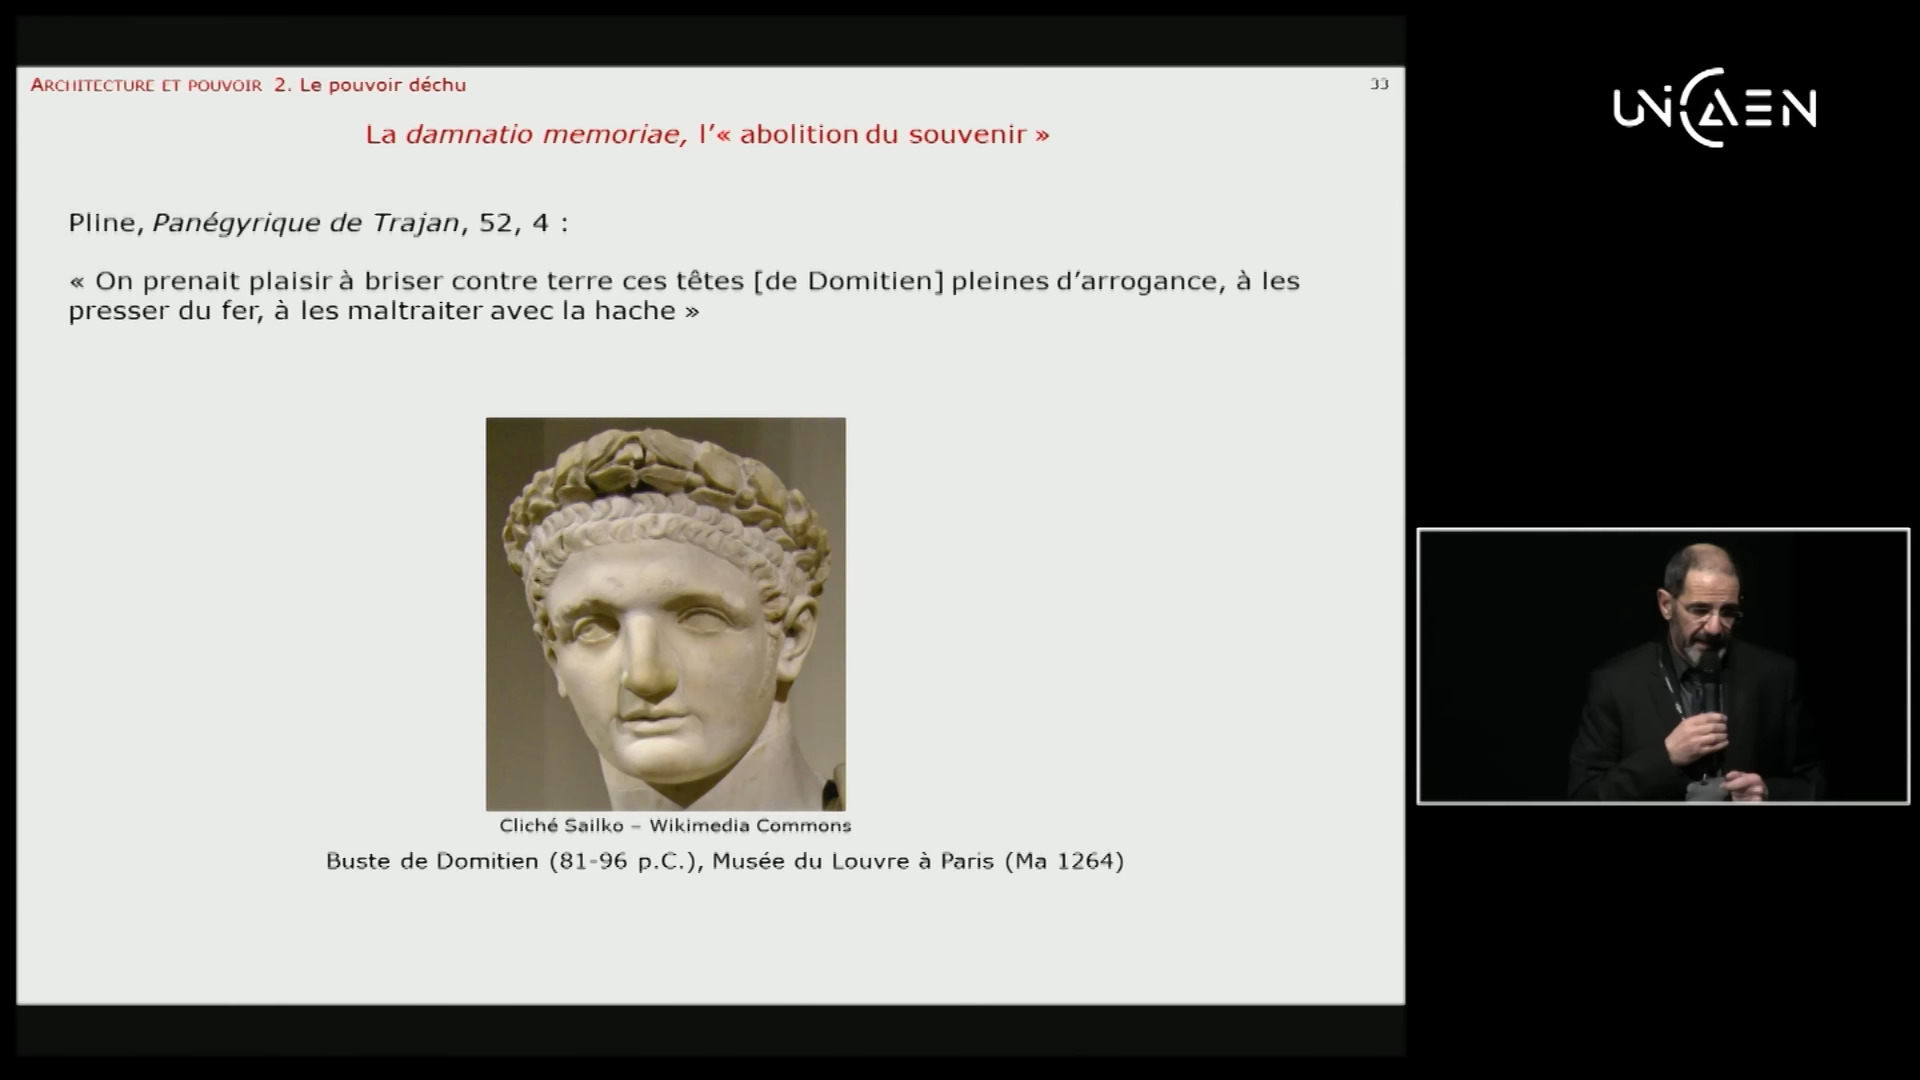 ARCHITECTURE ET POUVOIR 2. Le pouvoir déchu
33
La damnatio memoriae, l'« abolition du souvenir »
Pline, Panégyrique de Trajan, 52, 4 :
« On prenait plaisir à briser contre terre ces têtes [de Domitien] pleines d'arrogance, à les
presser du fer, à les maltraiter avec la hache »
Cliché Sailko – Wikimedia Commons
Buste de Domitien (81-96 p.C.), Musée du Louvre à Paris (Ma 1264)
UNICAEN